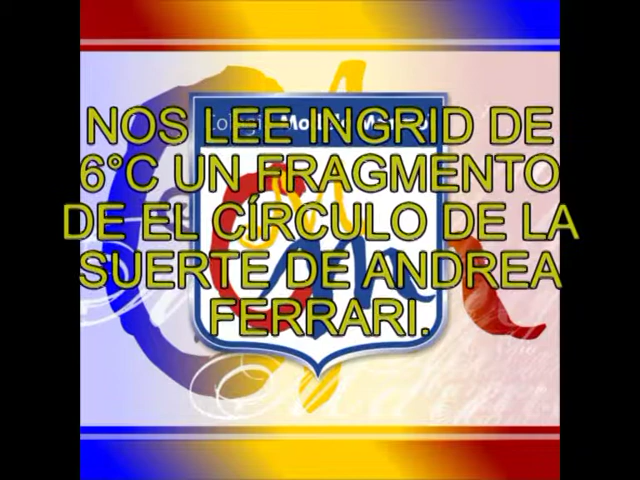 NOS LEE INGRID DE
6°C UN FRAGMENTO
DE EL CÍRCULO DE LA
SUERTE DE ANDREA
FERRARI.